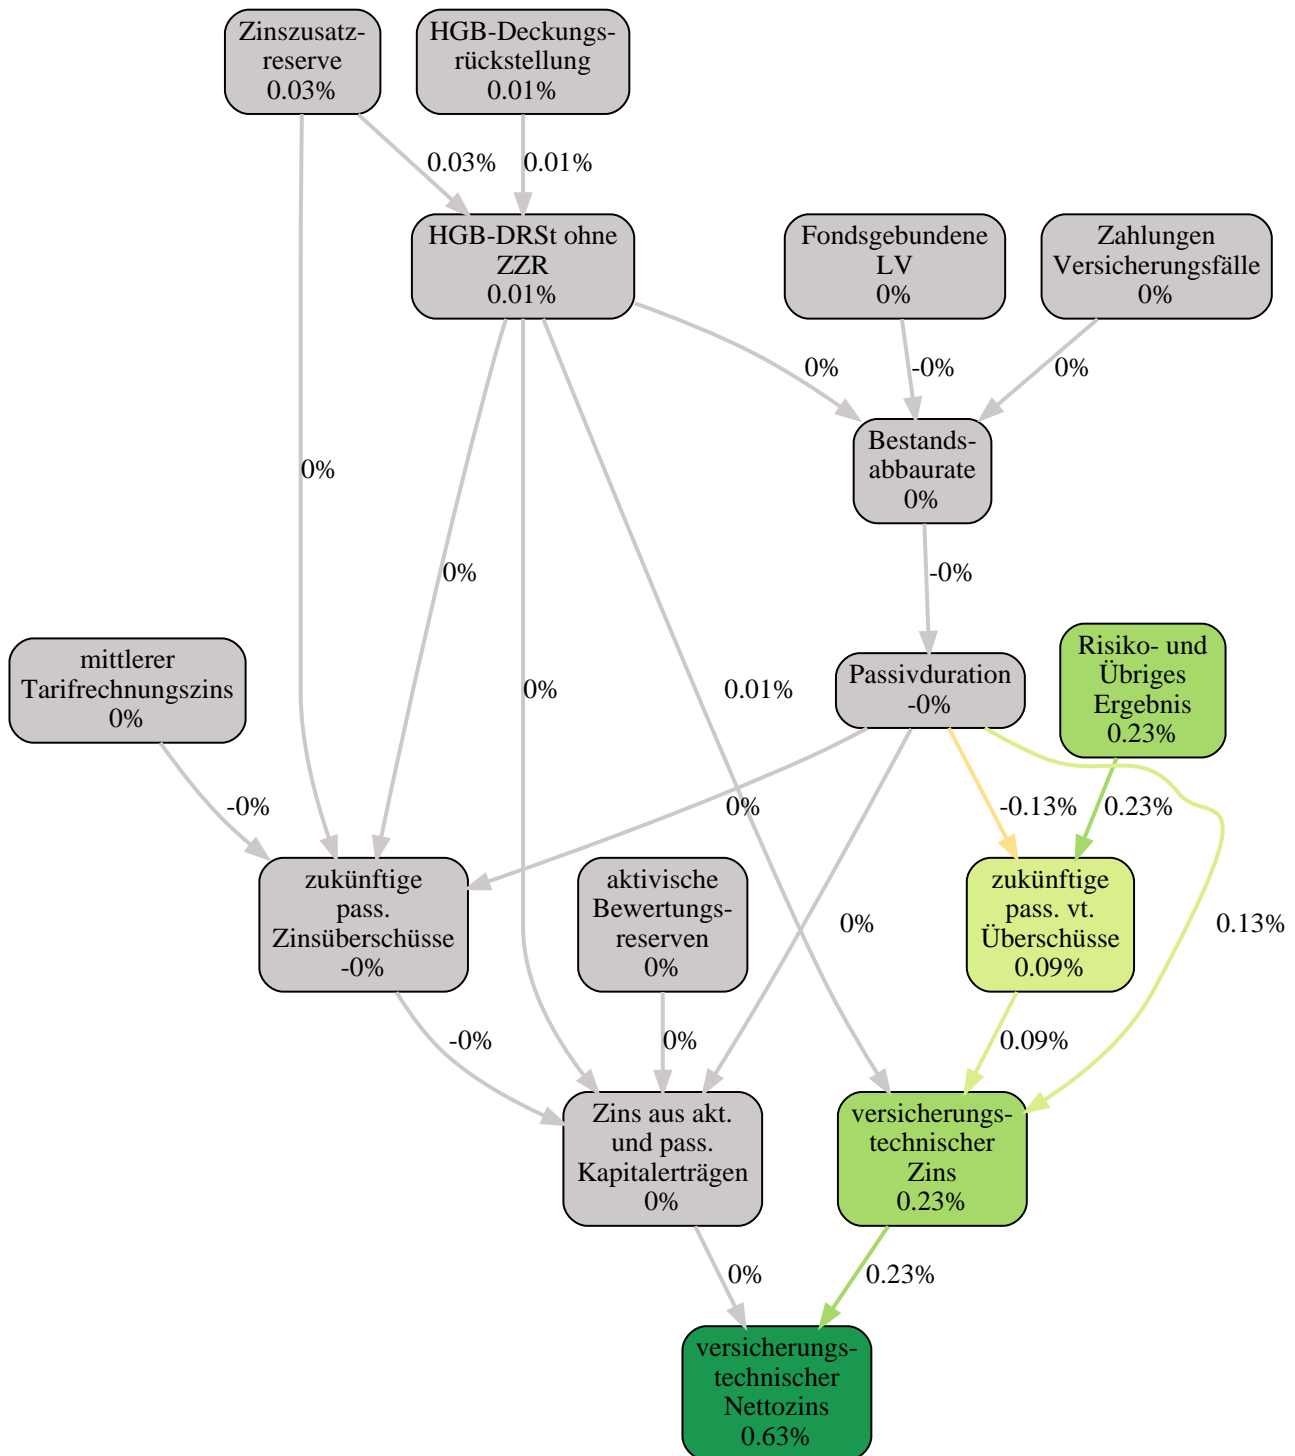 Zinszusatz-
reserve
0.03%
HGB-Deckungs-
rückstellung
0.01%
0.03%
0.01%
HGB-DRSt ohne
ZZR
0.01%
Fondsgebundene
LV
0%
Zahlungen
Versicherungsfälle
0%
0%
-0%
0%
Bestands-
abbaurate
0%
0%
0%
-0%
mittlerer
Tarifrechnungszins
0%
0%
0.01%
Passivduration
-0%
Risiko- und
Übriges
Ergebnis
0.23%
-0%
0%
-0.13%
0.23%
zukünftige
pass.
Zinsüberschüsse
-0%
aktivische
Bewertungs-
reserven
0%
0%
zukünftige
pass. vt.
Überschüsse
0.09%
0.13%
-0%
0%
0.09%
Zins aus akt.
und pass.
Kapitalerträgen
0%
versicherungs-
technischer
Zins
0.23%
0%
0.23%
versicherungs-
technischer
Nettozins
0.63%